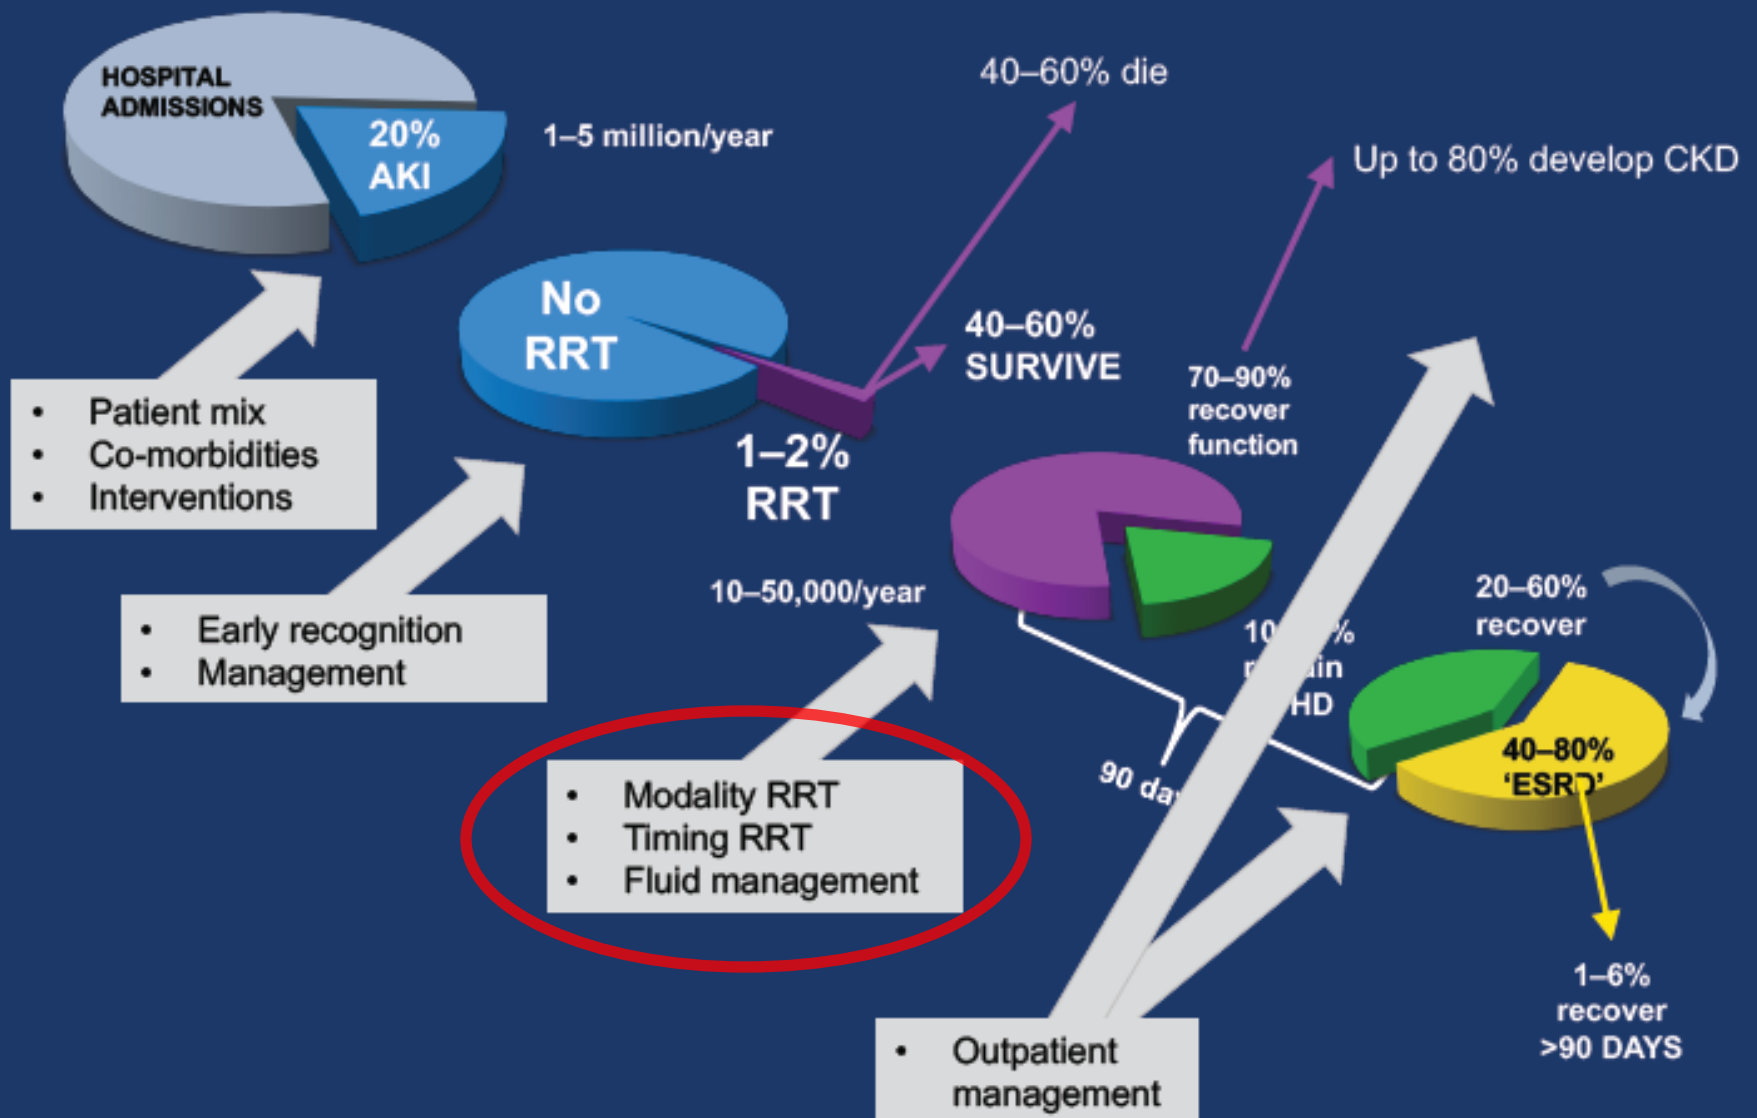 HOSPITAL
ADMISSIONS
20%
AKI
1–5 million/year
40–60% die
Up to 80% develop CKD
No
RRT
40–60%
SURVIVE
1–2%
RRT
70–90%
recover
function
• Patient mix
• Co-morbidities
• Interventions
• Early recognition
• Management
10–50,000/year
10 %
HD
90
20–60%
recover
40–80%
‘ESRD’
• Modality RRT
• Timing RRT
• Fluid management
1–6%
recover
>90 DAYS
• Outpatient
management